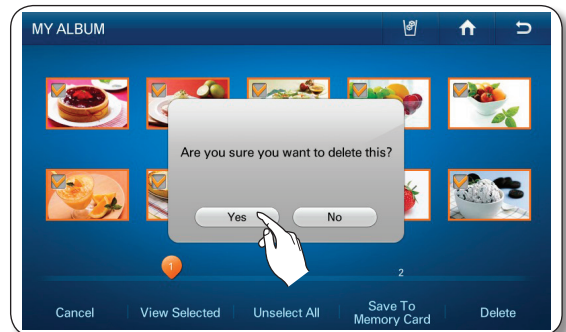 MY ALBUM
Are you sure you want to delete this?
Yes
No
1
2
Cancel
View Selected
Unselect All
Save To
Memory Card
Delete